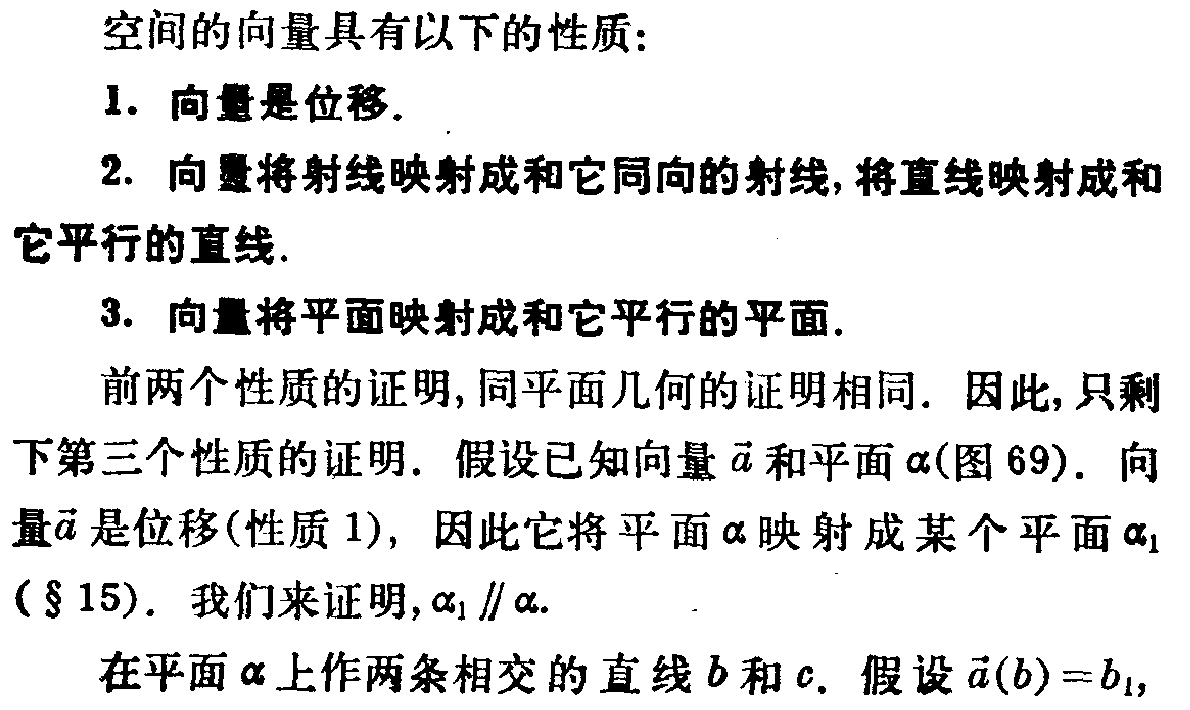 空间的向量具有以下的性质:
1. 向量是位移.
2. 向量将射线映射成和它同向的射线, 将直线映射成和
它平行的直线.
3. 向量将平面映射成和它平行的平面.
前两个性质的证明, 同平面几何的证明相同. 因此, 只剩
下第三个性质的证明. 假设已知向量 a⃗ 和平面 α(图 69). 向
量a⃗ 是位移(性质 1), 因此它将平面 α 映射成某个平面 α₁
(§ 15). 我们来证明, α₁ ∥ α.
在平面 α 上作两条相交的直线 b 和 c. 假设 a⃗(b) = b₁,